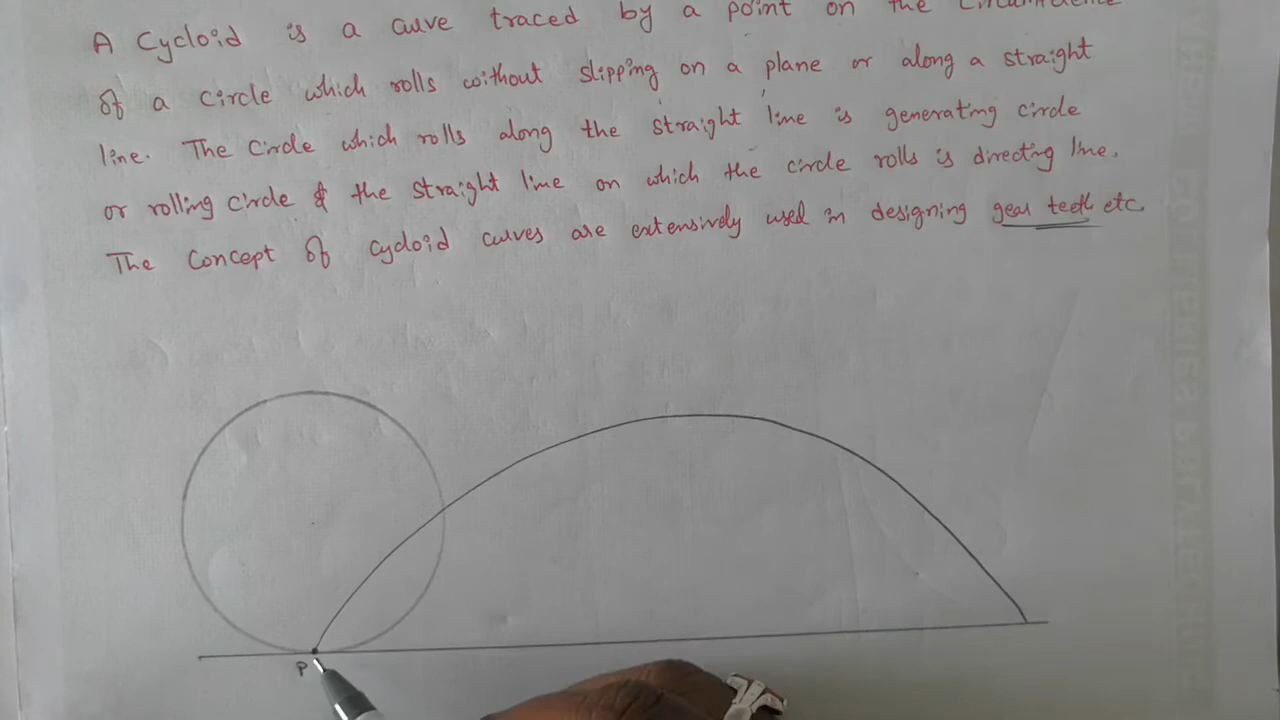 A Cycloid is a curve traced by a point on the Circumference
of a circle which rolls without slipping on a plane or along a straight
line. The Circle which rolls along the straight line is generating circle
or rolling circle & the straight line on which the circle rolls is directing line.
The Concept of cycloid curves are extensively used in designing gear teeth etc.
P